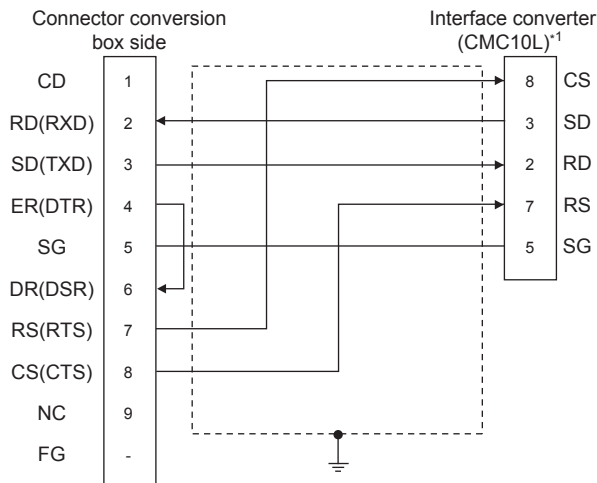 Connector conversion
box side
Interface converter
(CMC10L)*1
CD 1 8 CS
RD(RXD) 2 3 SD
SD(TXD) 3 2 RD
ER(DTR) 4 7 RS
SG 5 5 SG
DR(DSR) 6
RS(RTS) 7
CS(CTS) 8
NC 9
FG -